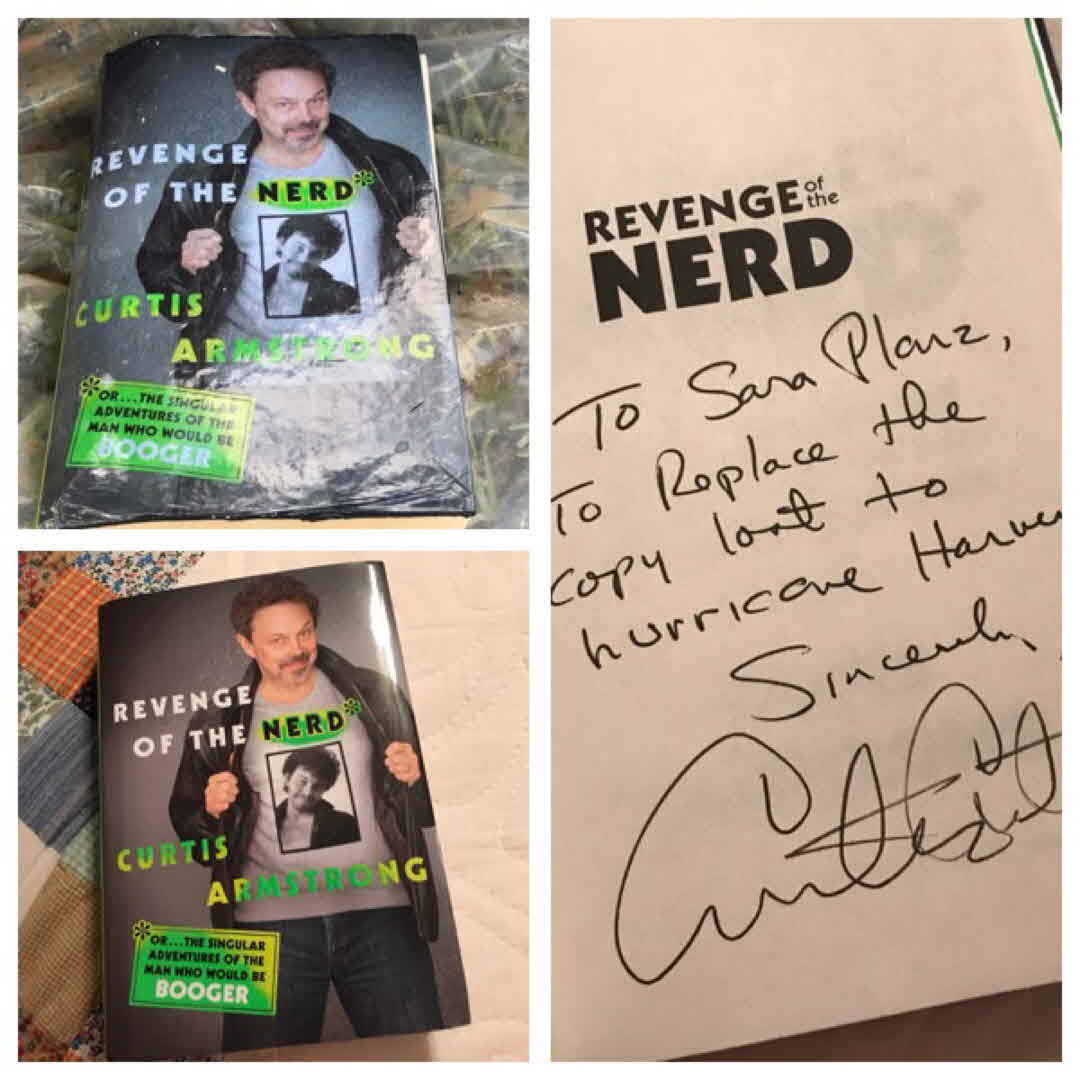 REVENGE
OF THE NERD*
CURTIS
ARMSTRONG
*OR...THE SINGULAR
ADVENTURES OF THE
MAN WHO WOULD BE
BOOGER
REVENGE
OF THE NERD*
CURTIS
ARMSTRONG
*OR...THE SINGULAR
ADVENTURES OF THE
MAN WHO WOULD BE
BOOGER
REVENGE of the
NERD
To Sara Planz,
To Replace the
copy lost to
hurricane Harve
Sincerely,